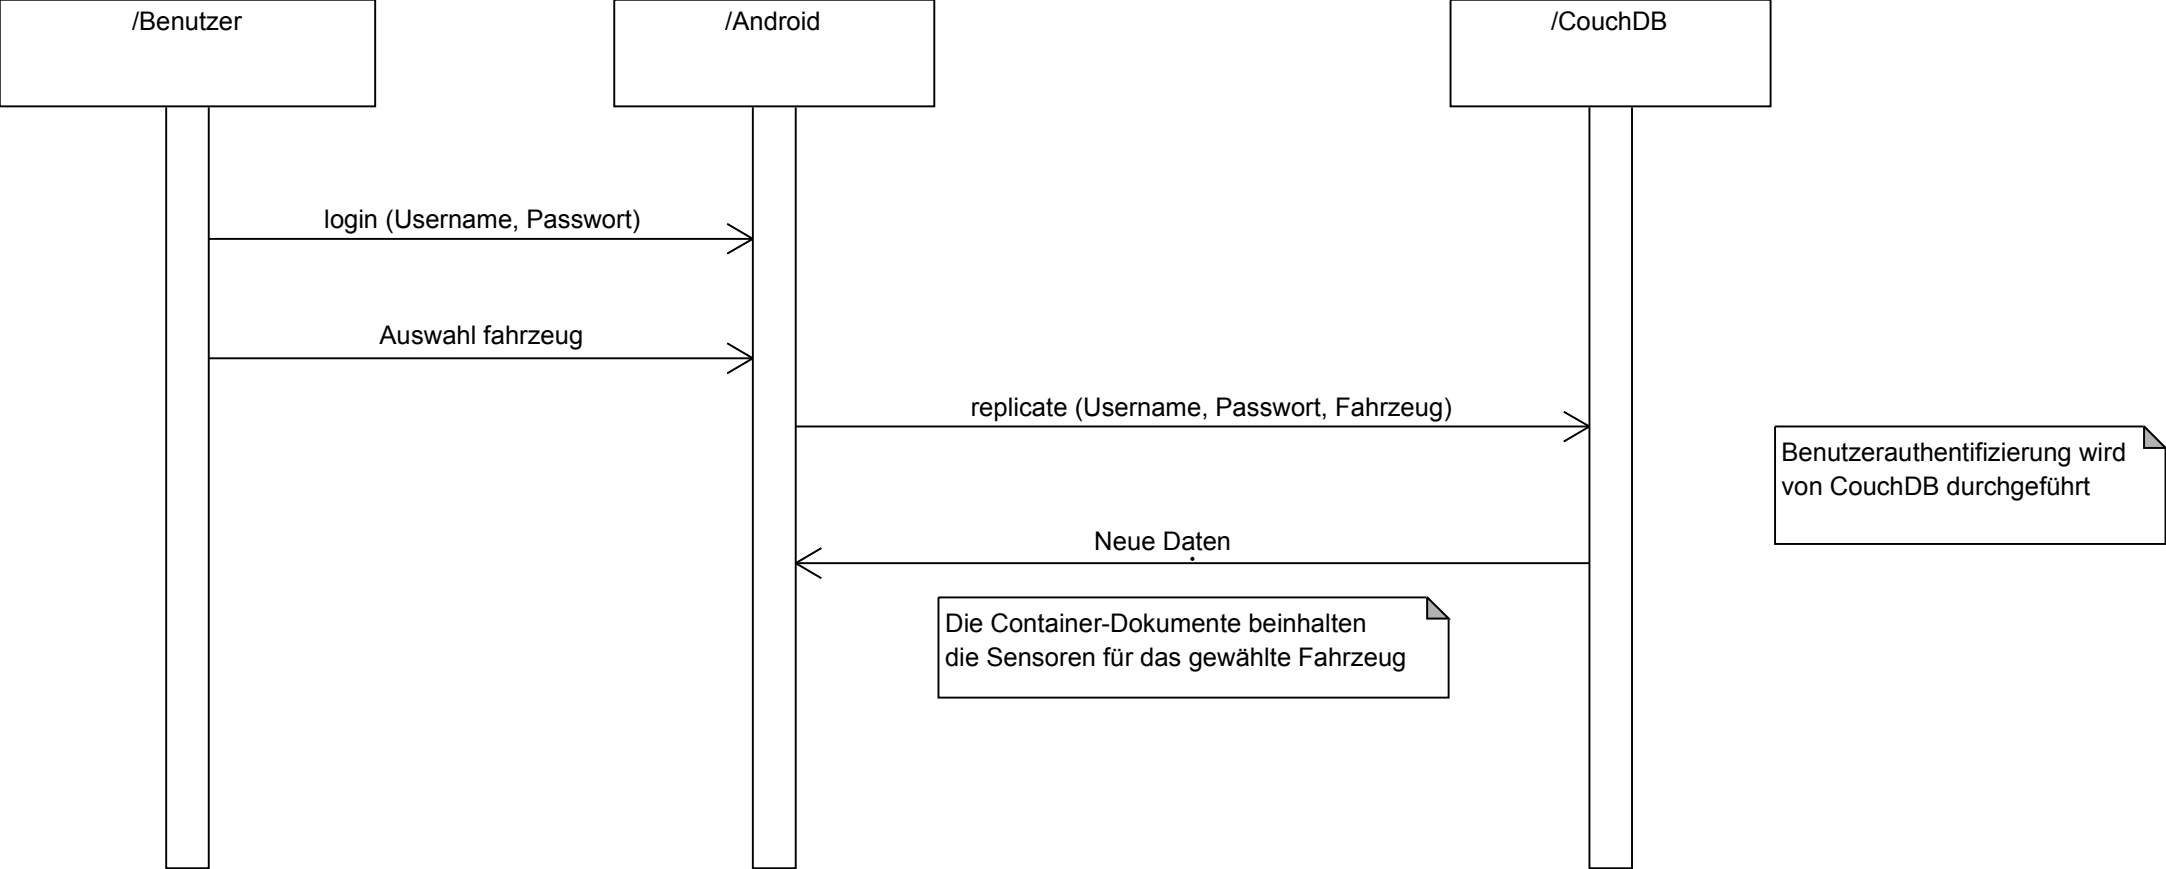 /Benutzer
/Android
/CouchDB
login (Username, Passwort)
Auswahl fahrzeug
replicate (Username, Passwort, Fahrzeug)
Benutzerauthentifizierung wird
von CouchDB durchgeführt
Neue Daten
Die Container-Dokumente beinhalten
die Sensoren für das gewählte Fahrzeug